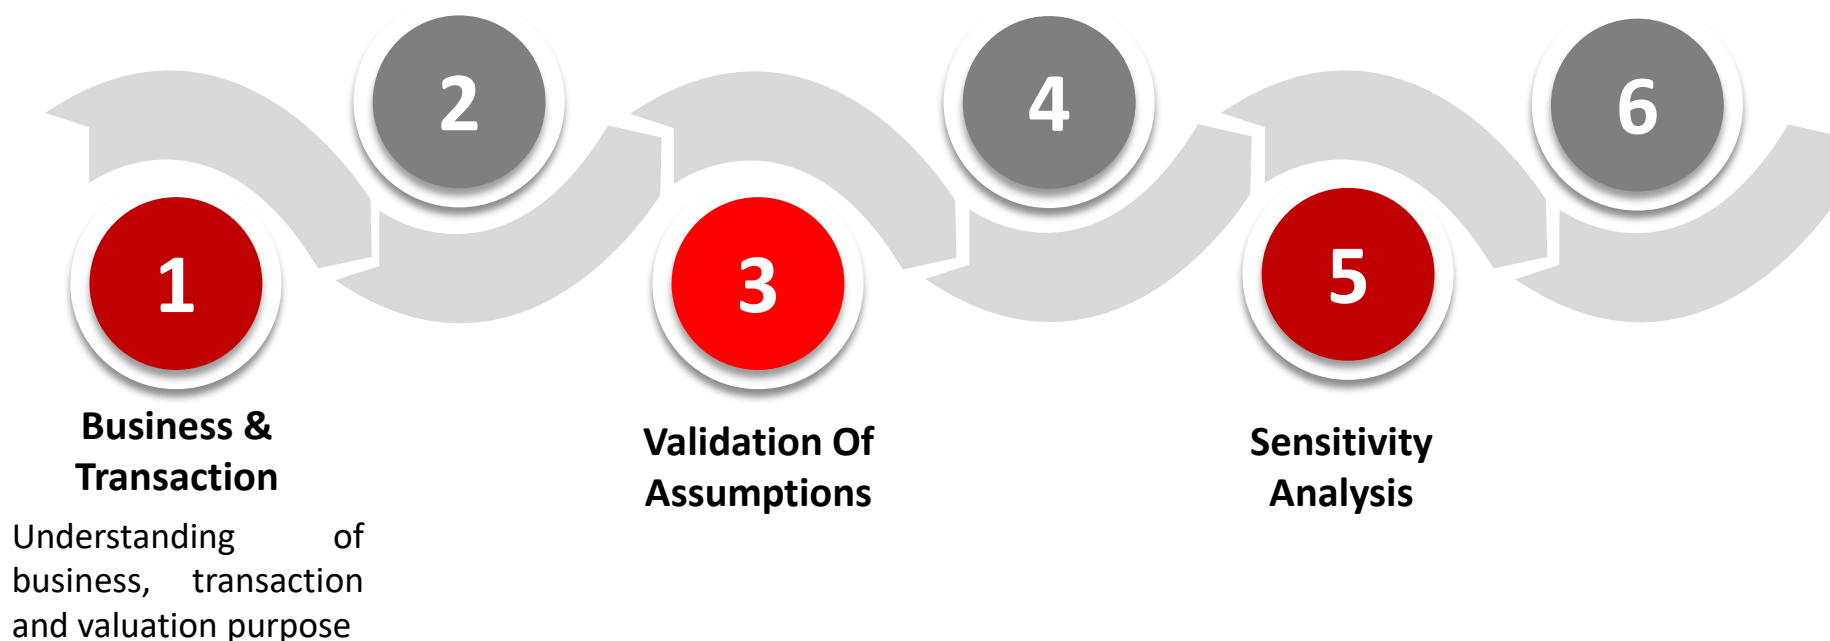 2
4
6
1
3
5
Business &
Transaction
Validation Of
Assumptions
Sensitivity
Analysis
Understanding of
business, transaction
and valuation purpose